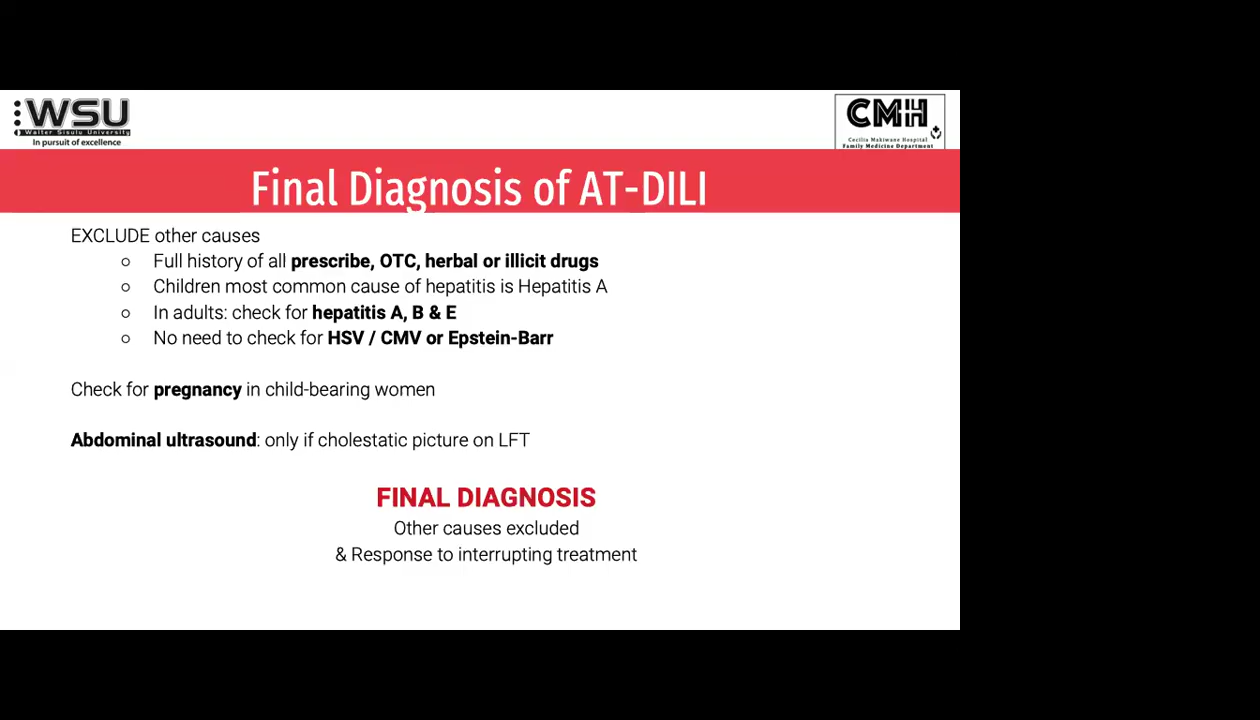 WSU
Walter Sisulu University
In pursuit of excellence
CMH
Cecilia Makiwane Hospital
Family Medicine Department
Final Diagnosis of AT-DILI
EXCLUDE other causes
Full history of all prescribe, OTC, herbal or illicit drugs
Children most common cause of hepatitis is Hepatitis A
In adults: check for hepatitis A, B & E
No need to check for HSV / CMV or Epstein-Barr
Check for pregnancy in child-bearing women
Abdominal ultrasound: only if cholestatic picture on LFT
FINAL DIAGNOSIS
Other causes excluded
& Response to interrupting treatment